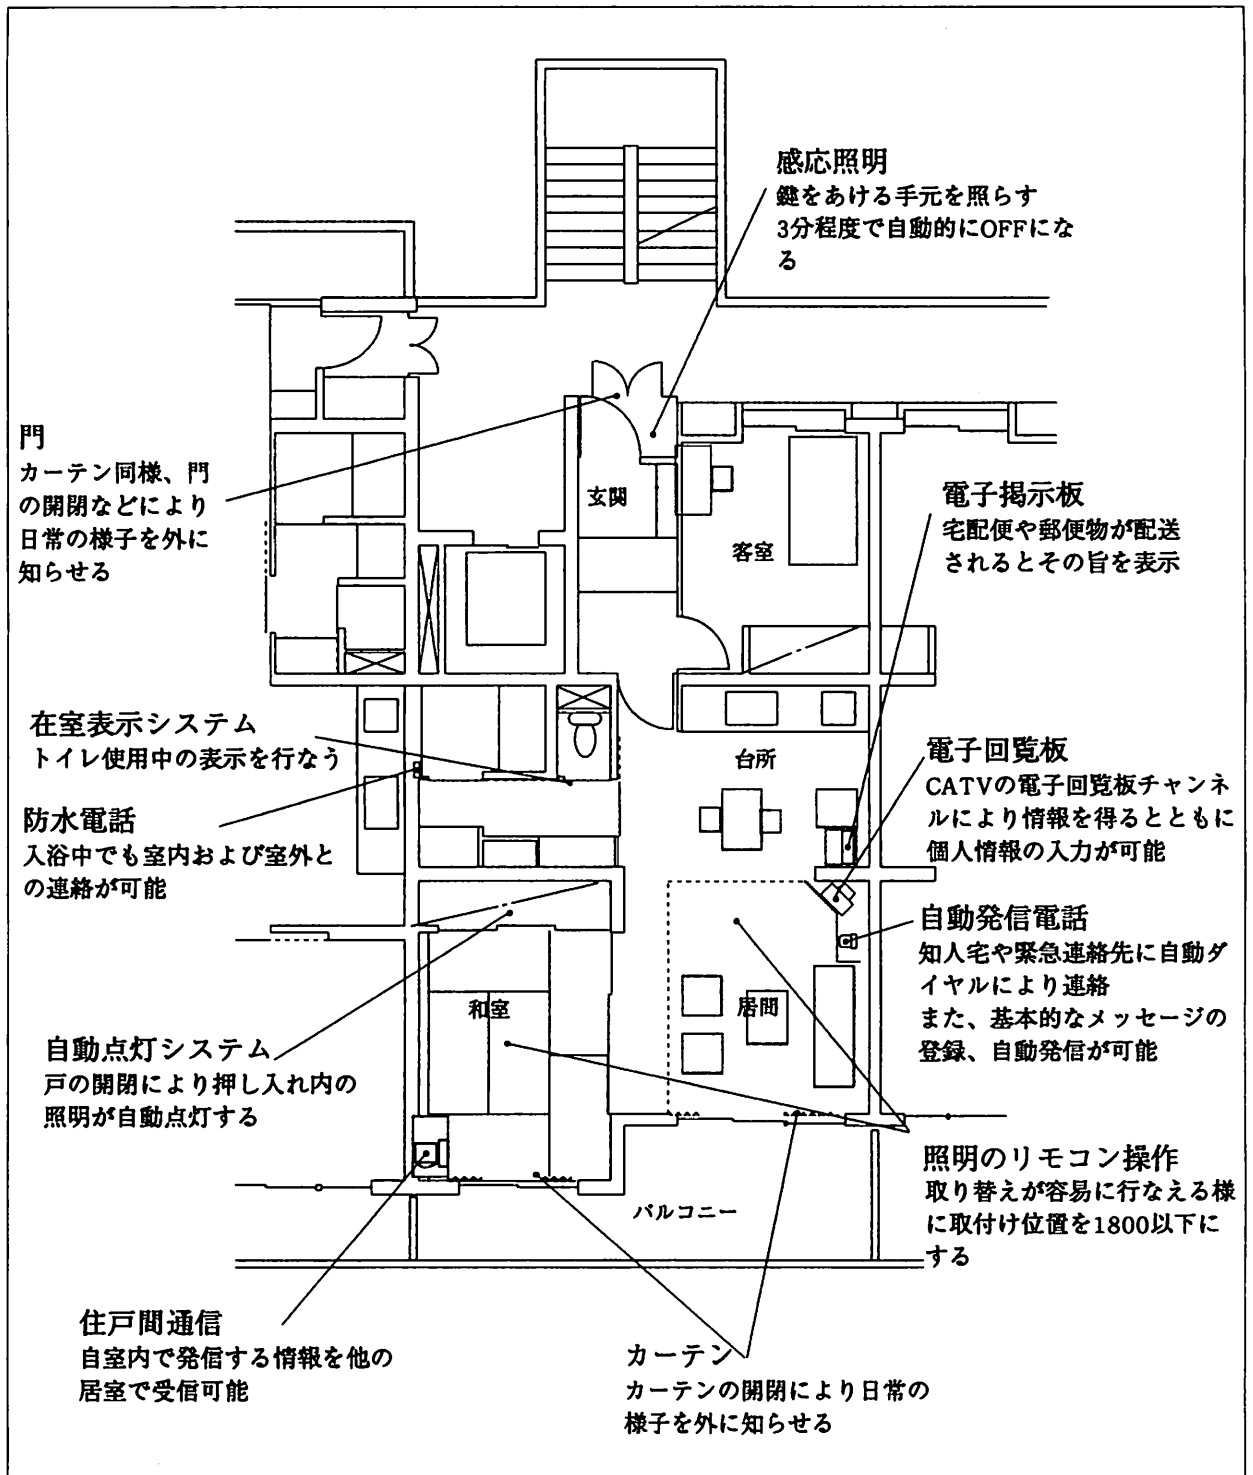 感応照明
鍵をあける手元を照らす
3分程度で自動的にOFFにな
る
門
カーテン同様、門
の開閉などにより
日常の様子を外に
知らせる
玄関
客室
電子掲示板
宅配便や郵便物が配送
されるとその旨を表示
在室表示システム
トイレ使用中の表示を行なう
台所
電子回覧板
CATVの電子回覧板チャンネ
ルにより情報を得るとともに
個人情報の入力が可能
防水電話
入浴中でも室内および室外と
の連絡が可能
自動発信電話
知人宅や緊急連絡先に自動ダ
イヤルにより連絡
また、基本的なメッセージの
登録、自動発信が可能
和室
居間
自動点灯システム
戸の開閉により押し入れ内の
照明が自動点灯する
照明のリモコン操作
取り替えが容易に行なえる様
に取付け位置を1800以下に
する
バルコニー
住戸間通信
自室内で発信する情報を他の
居室で受信可能
カーテン
カーテンの開閉により日常の
様子を外に知らせる